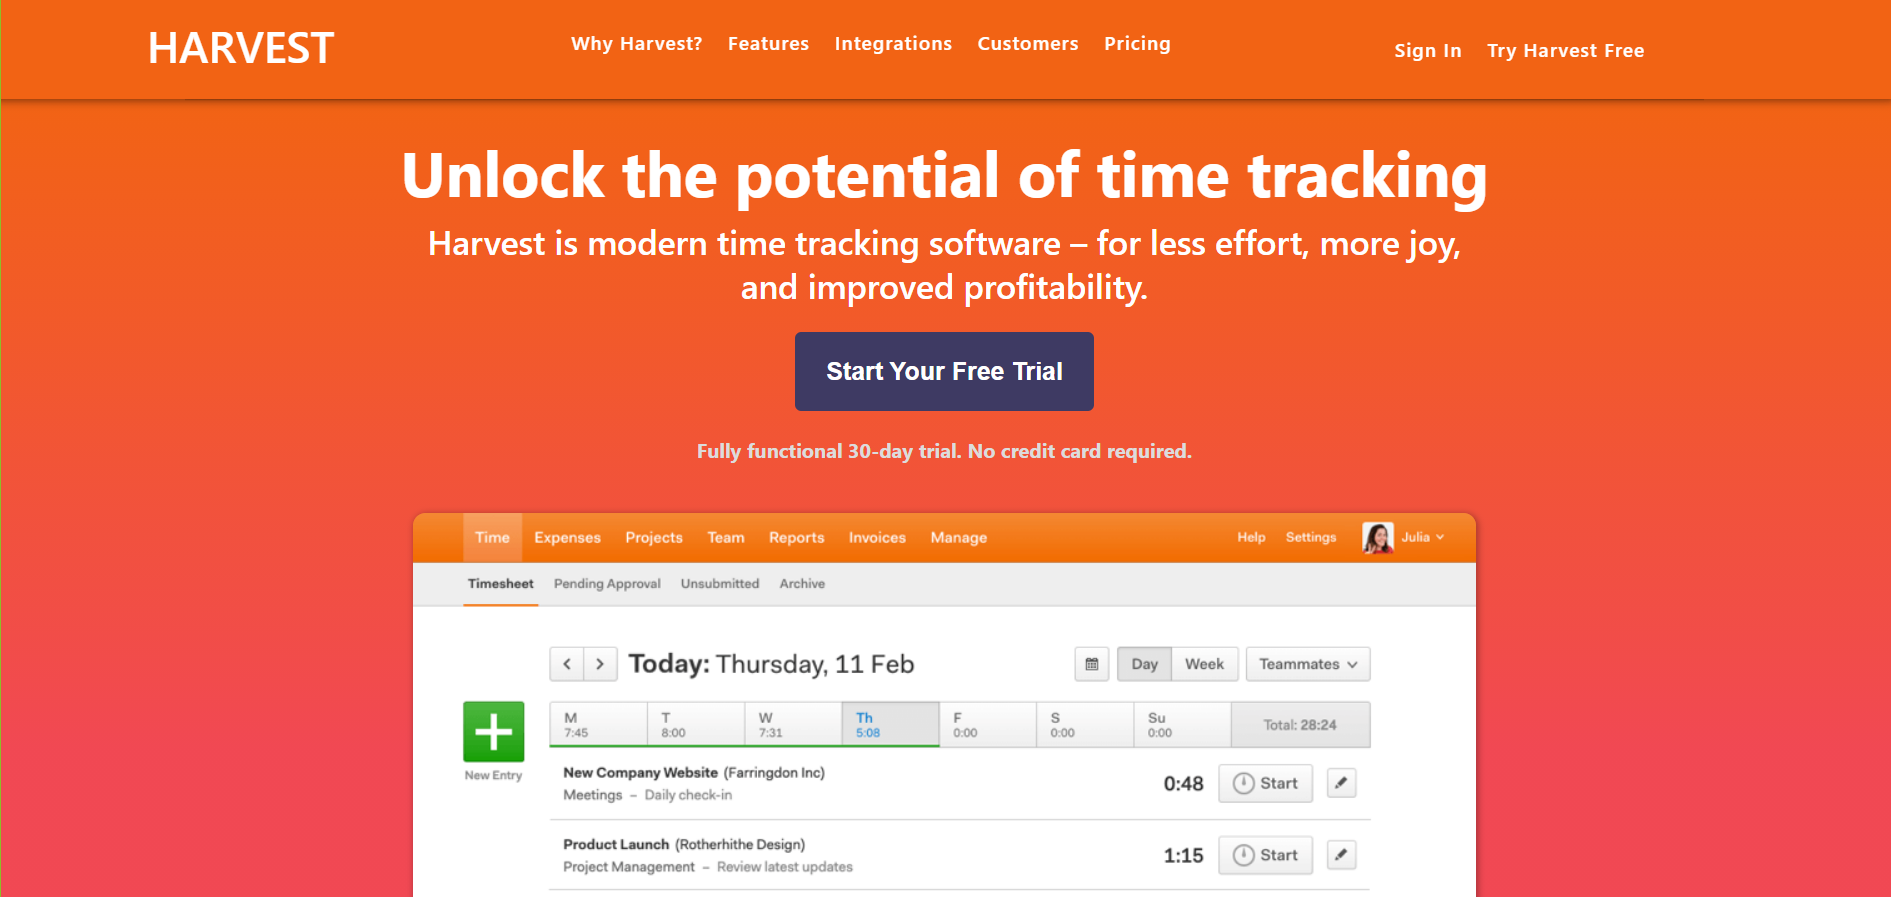 HARVEST
Why Harvest? Features Integrations Customers Pricing
Sign In Try Harvest Free
Unlock the potential of time tracking
Harvest is modern time tracking software – for less effort, more joy,
and improved profitability.
Start Your Free Trial
Fully functional 30-day trial. No credit card required.
Time Expenses Projects Team Reports Invoices Manage Help Settings Julia
Timesheet Pending Approval Unsubmitted Archive
Today: Thursday, 11 Feb Day Week Teammates
M T W Th F S Su
7:45 8:00 7:31 5:08 0:00 0:00 0:00 Total: 28:24
New Entry
New Company Website (Farringdon Inc)
Meetings – Daily check-in
0:48 Start
Product Launch (Rotherhithe Design)
Project Management – Review latest updates
1:15 Start